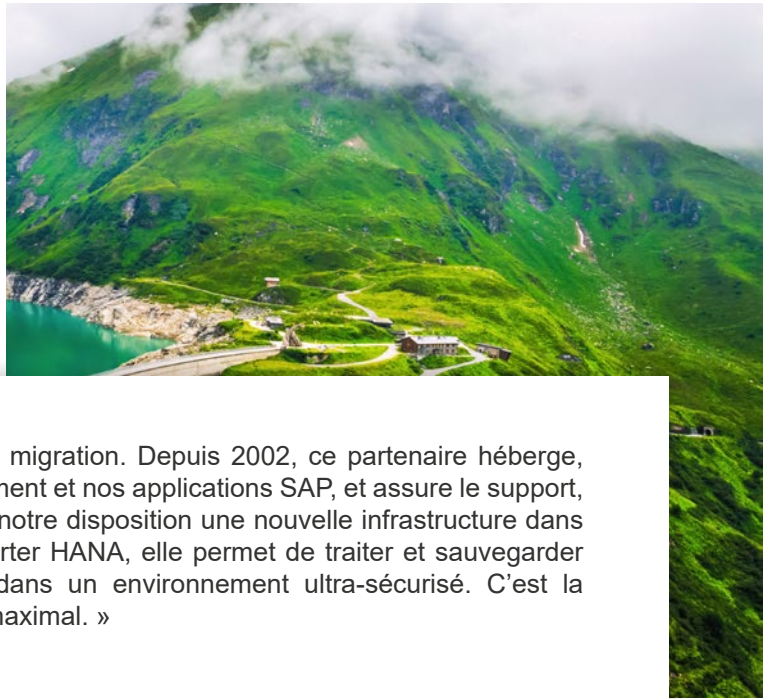 migration. Depuis 2002, ce partenaire héberge,
ment et nos applications SAP, et assure le support,
notre disposition une nouvelle infrastructure dans
rter HANA, elle permet de traiter et sauvegarder
dans un environnement ultra-sécurisé. C’est la
naximal. »